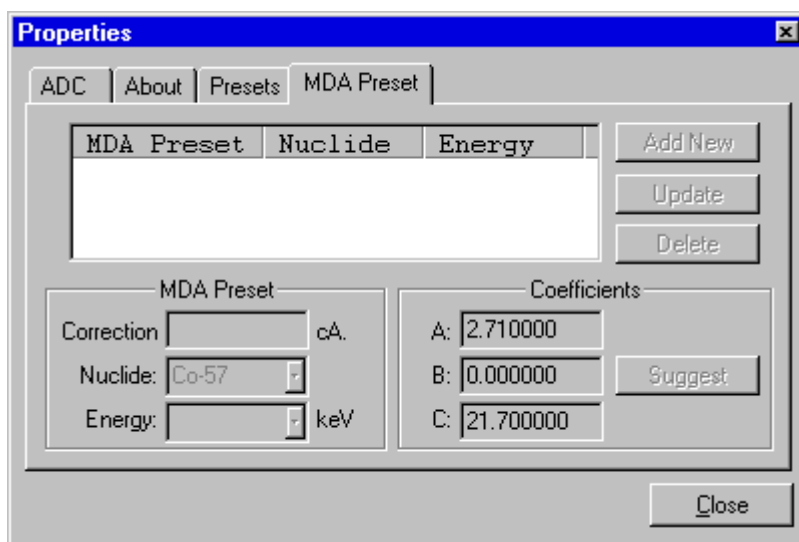 Properties
ADC About Presets MDA Preset
MDA Preset Nuclide Energy
Add New
Update
Delete
MDA Preset
Correction cA.
Nuclide: Co-57
Energy: keV
Coefficients
A: 2.710000
B: 0.000000
C: 21.700000
Suggest
Close